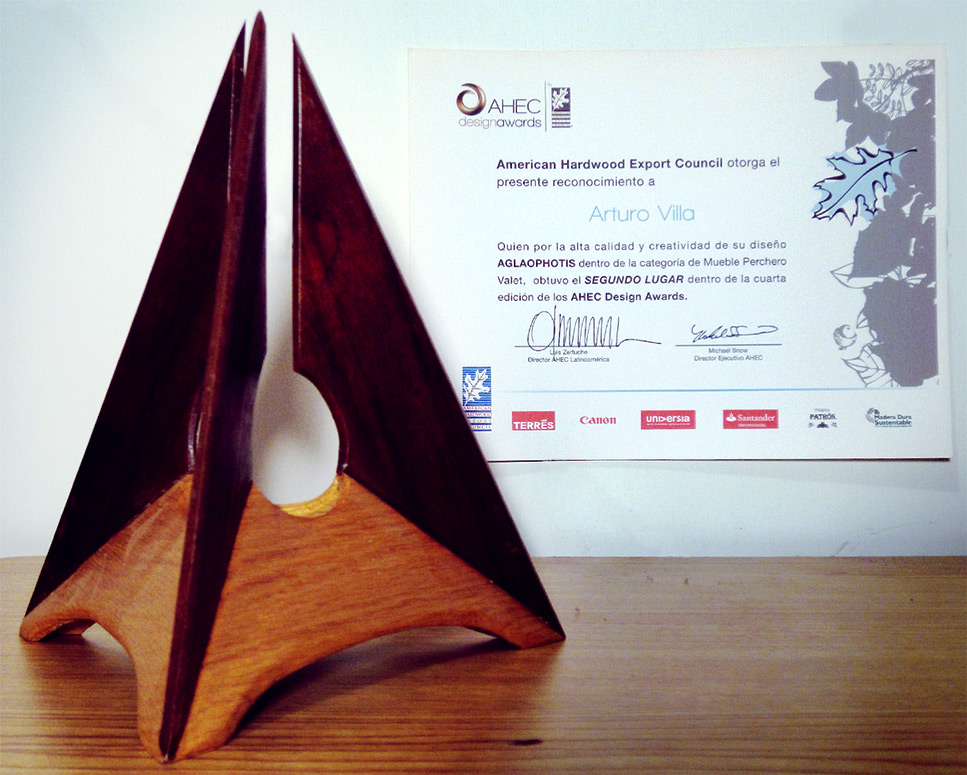 AHEC
designawards
American Hardwood Export Council otorga el
presente reconocimiento a
Arturo Villa
Quien por la alta calidad y creatividad de su diseño
AGLAOPHOTIS dentro de la categoría de Mueble Perchero
Valet, obtuvo el SEGUNDO LUGAR dentro de la cuarta
edición de los AHEC Design Awards.
Luis Zertuche
Director AHEC Latinoamérica
Michael Snow
Director Ejecutivo AHEC
AMERICAN
TERRES
Canon
universia
Santander
PATRÓN
Madera Dura
Sustentable